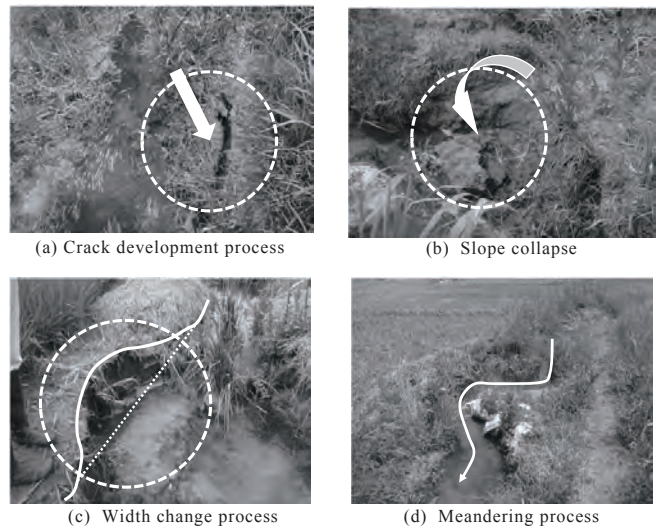 (a) Crack development process
(b) Slope collapse
(c) Width change process
(d) Meandering process